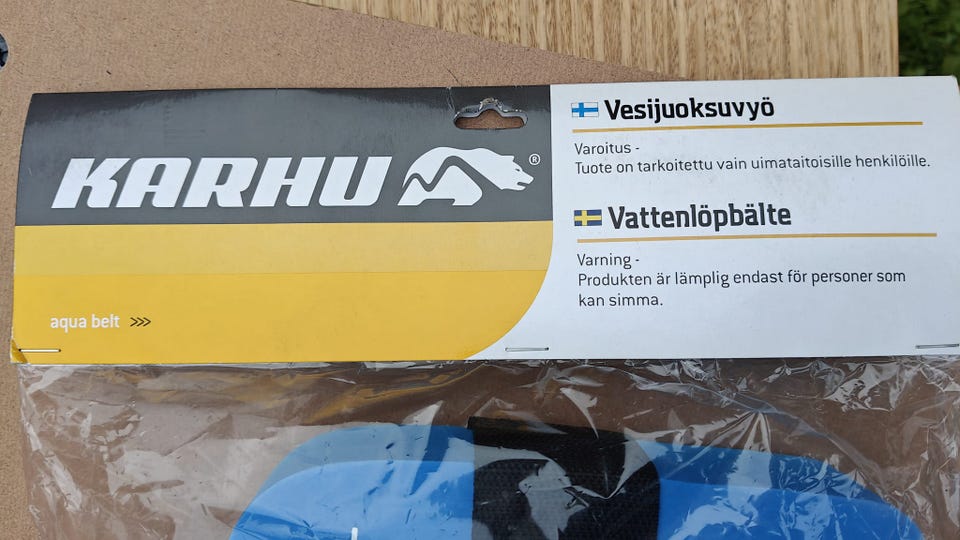 KARHU®
aqua belt >>>
Vesijuoksuvyö
Varoitus -
Tuote on tarkoitettu vain uimataitoisille henkilöille.
Vattenlöpbälte
Varning -
Produkten är lämplig endast för personer som
kan simma.